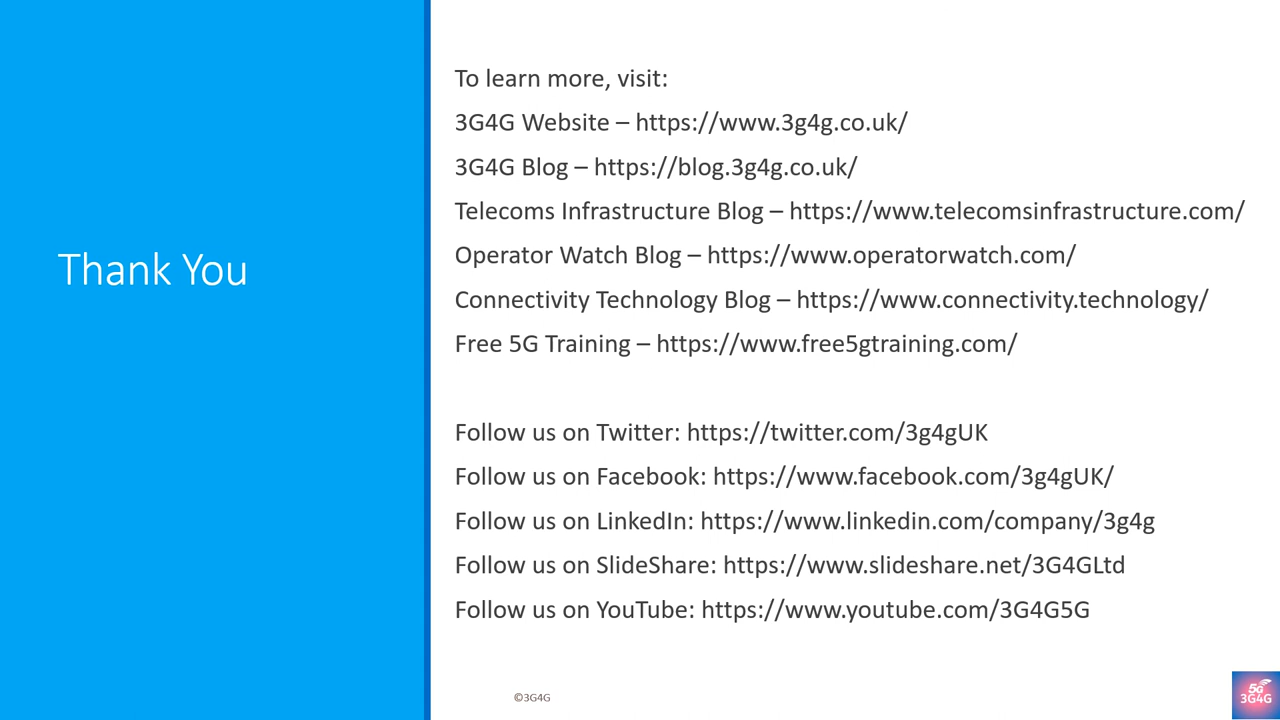 Thank You
To learn more, visit:
3G4G Website – https://www.3g4g.co.uk/
3G4G Blog – https://blog.3g4g.co.uk/
Telecoms Infrastructure Blog – https://www.telecomsinfrastructure.com/
Operator Watch Blog – https://www.operatorwatch.com/
Connectivity Technology Blog – https://www.connectivity.technology/
Free 5G Training – https://www.free5gtraining.com/
Follow us on Twitter: https://twitter.com/3g4gUK
Follow us on Facebook: https://www.facebook.com/3g4gUK/
Follow us on LinkedIn: https://www.linkedin.com/company/3g4g
Follow us on SlideShare: https://www.slideshare.net/3G4GLtd
Follow us on YouTube: https://www.youtube.com/3G4G5G
©3G4G
5G
3G4G